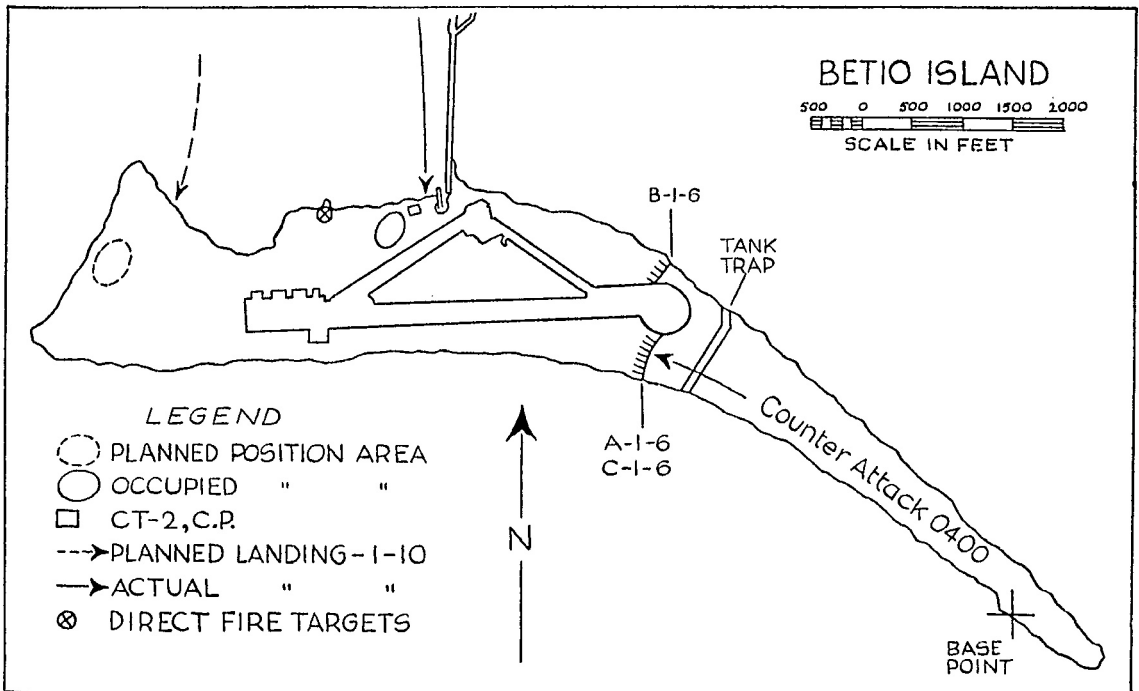 BETIO ISLAND
500 0 500 1000 1500 2000
SCALE IN FEET
B-1-6
TANK
TRAP
A-1-6
C-1-6
Counter Attack 0400
N
BASE
POINT
LEGEND
PLANNED POSITION AREA
OCCUPIED " "
CT-2, C.P.
PLANNED LANDING-1-10
ACTUAL " "
DIRECT FIRE TARGETS